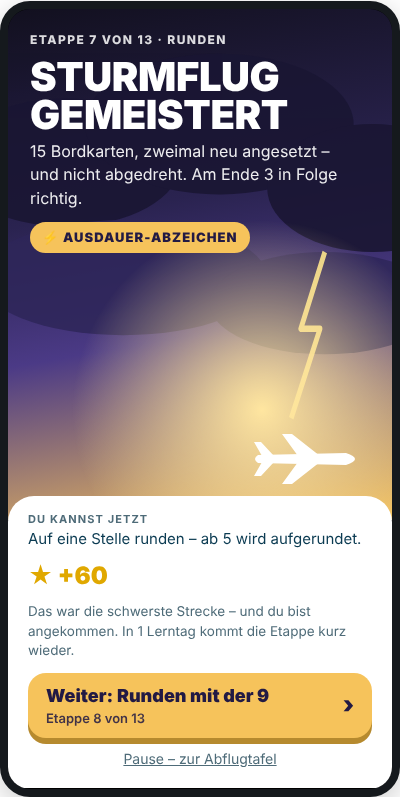 ETAPPE 7 VON 13 · RUNDEN
STURMFLUG
GEMEISTERT
15 Bordkarten, zweimal neu angesetzt –
und nicht abgedreht. Am Ende 3 in Folge
richtig.
⚡ AUSDAUER-ABZEICHEN
DU KANNST JETZT
Auf eine Stelle runden – ab 5 wird aufgerundet.
★ +60
Das war die schwerste Strecke – und du bist
angekommen. In 1 Lerntag kommt die Etappe kurz
wieder.
Weiter: Runden mit der 9
Etappe 8 von 13
›
Pause – zur Abflugtafel